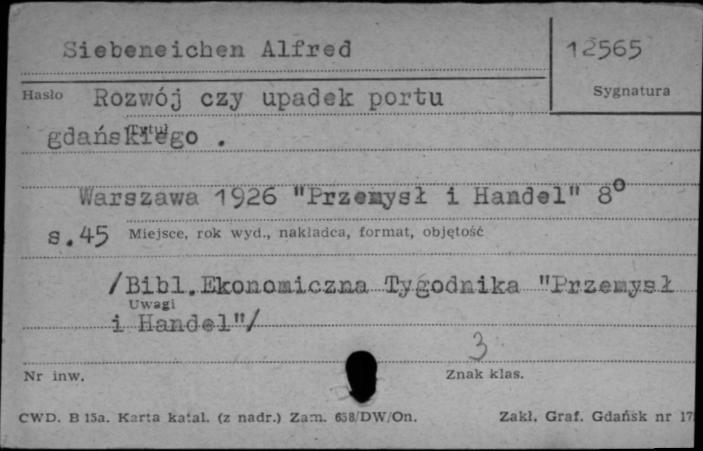 Siebeneichen Alfred
12565
Hasło Rozwój czy upadek portu
Sygnatura
Tytuł
gdańskiego .
Warszawa 1926 "Przemysł i Handel" 8°
s.45 Miejsce, rok wyd., nakładca, format, objętość
/Bibl.Ekonomiczna Tygodnika "Przemysł
Uwagi
i Handel"/
3
Nr inw.
Znak klas.
CWD. B 15a. Karta katal. (z nadr.) Zam. 658/DW/On. Zakł. Graf. Gdańsk nr 17